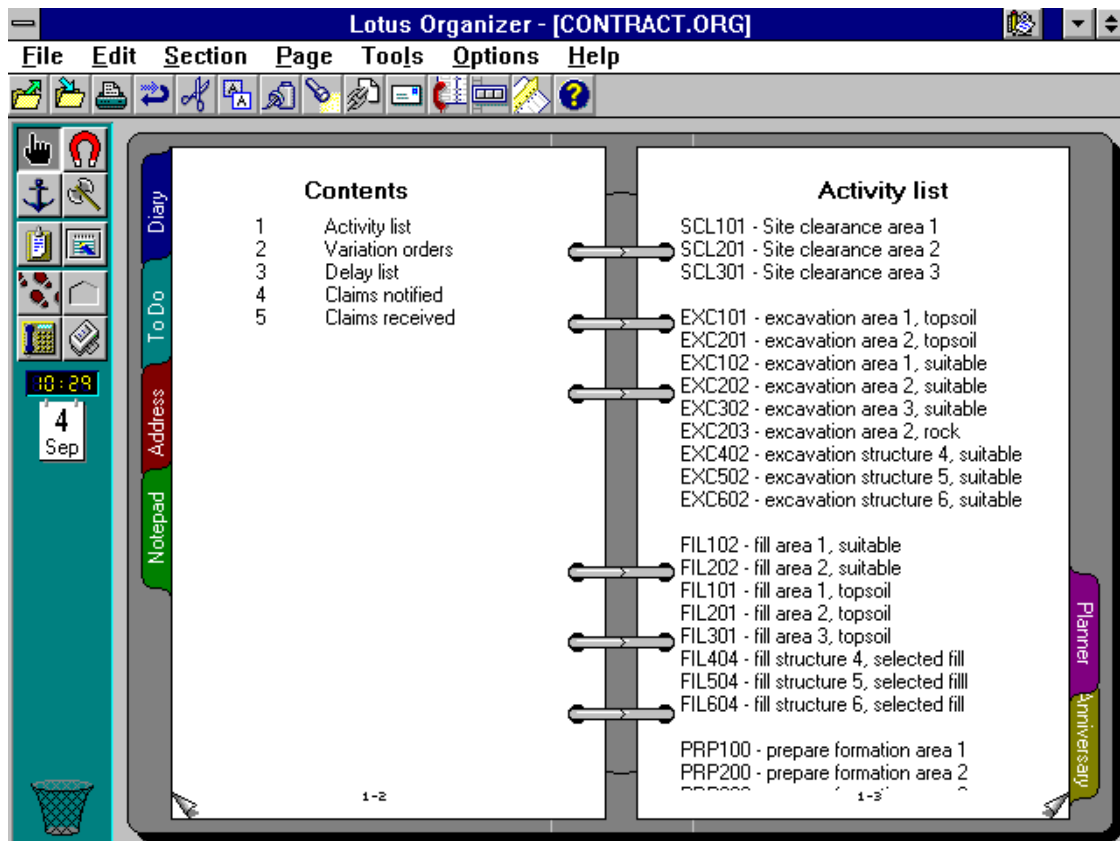 Lotus Organizer - [CONTRACT.ORG]
File Edit Section Page Tools Options Help
10:29
4
Sep
Diary
To Do
Address
Notepad
Contents
1 Activity list
2 Variation orders
3 Delay list
4 Claims notified
5 Claims received
1-2
Activity list
SCL101 - Site clearance area 1
SCL201 - Site clearance area 2
SCL301 - Site clearance area 3
EXC101 - excavation area 1, topsoil
EXC201 - excavation area 2, topsoil
EXC102 - excavation area 1, suitable
EXC202 - excavation area 2, suitable
EXC302 - excavation area 3, suitable
EXC203 - excavation area 2, rock
EXC402 - excavation structure 4, suitable
EXC502 - excavation structure 5, suitable
EXC602 - excavation structure 6, suitable
FIL102 - fill area 1, suitable
FIL202 - fill area 2, suitable
FIL101 - fill area 1, topsoil
FIL201 - fill area 2, topsoil
FIL301 - fill area 3, topsoil
FIL404 - fill structure 4, selected fill
FIL504 - fill structure 5, selected filll
FIL604 - fill structure 6, selected fill
PRP100 - prepare formation area 1
PRP200 - prepare formation area 2
1-3
Planner
Anniversary